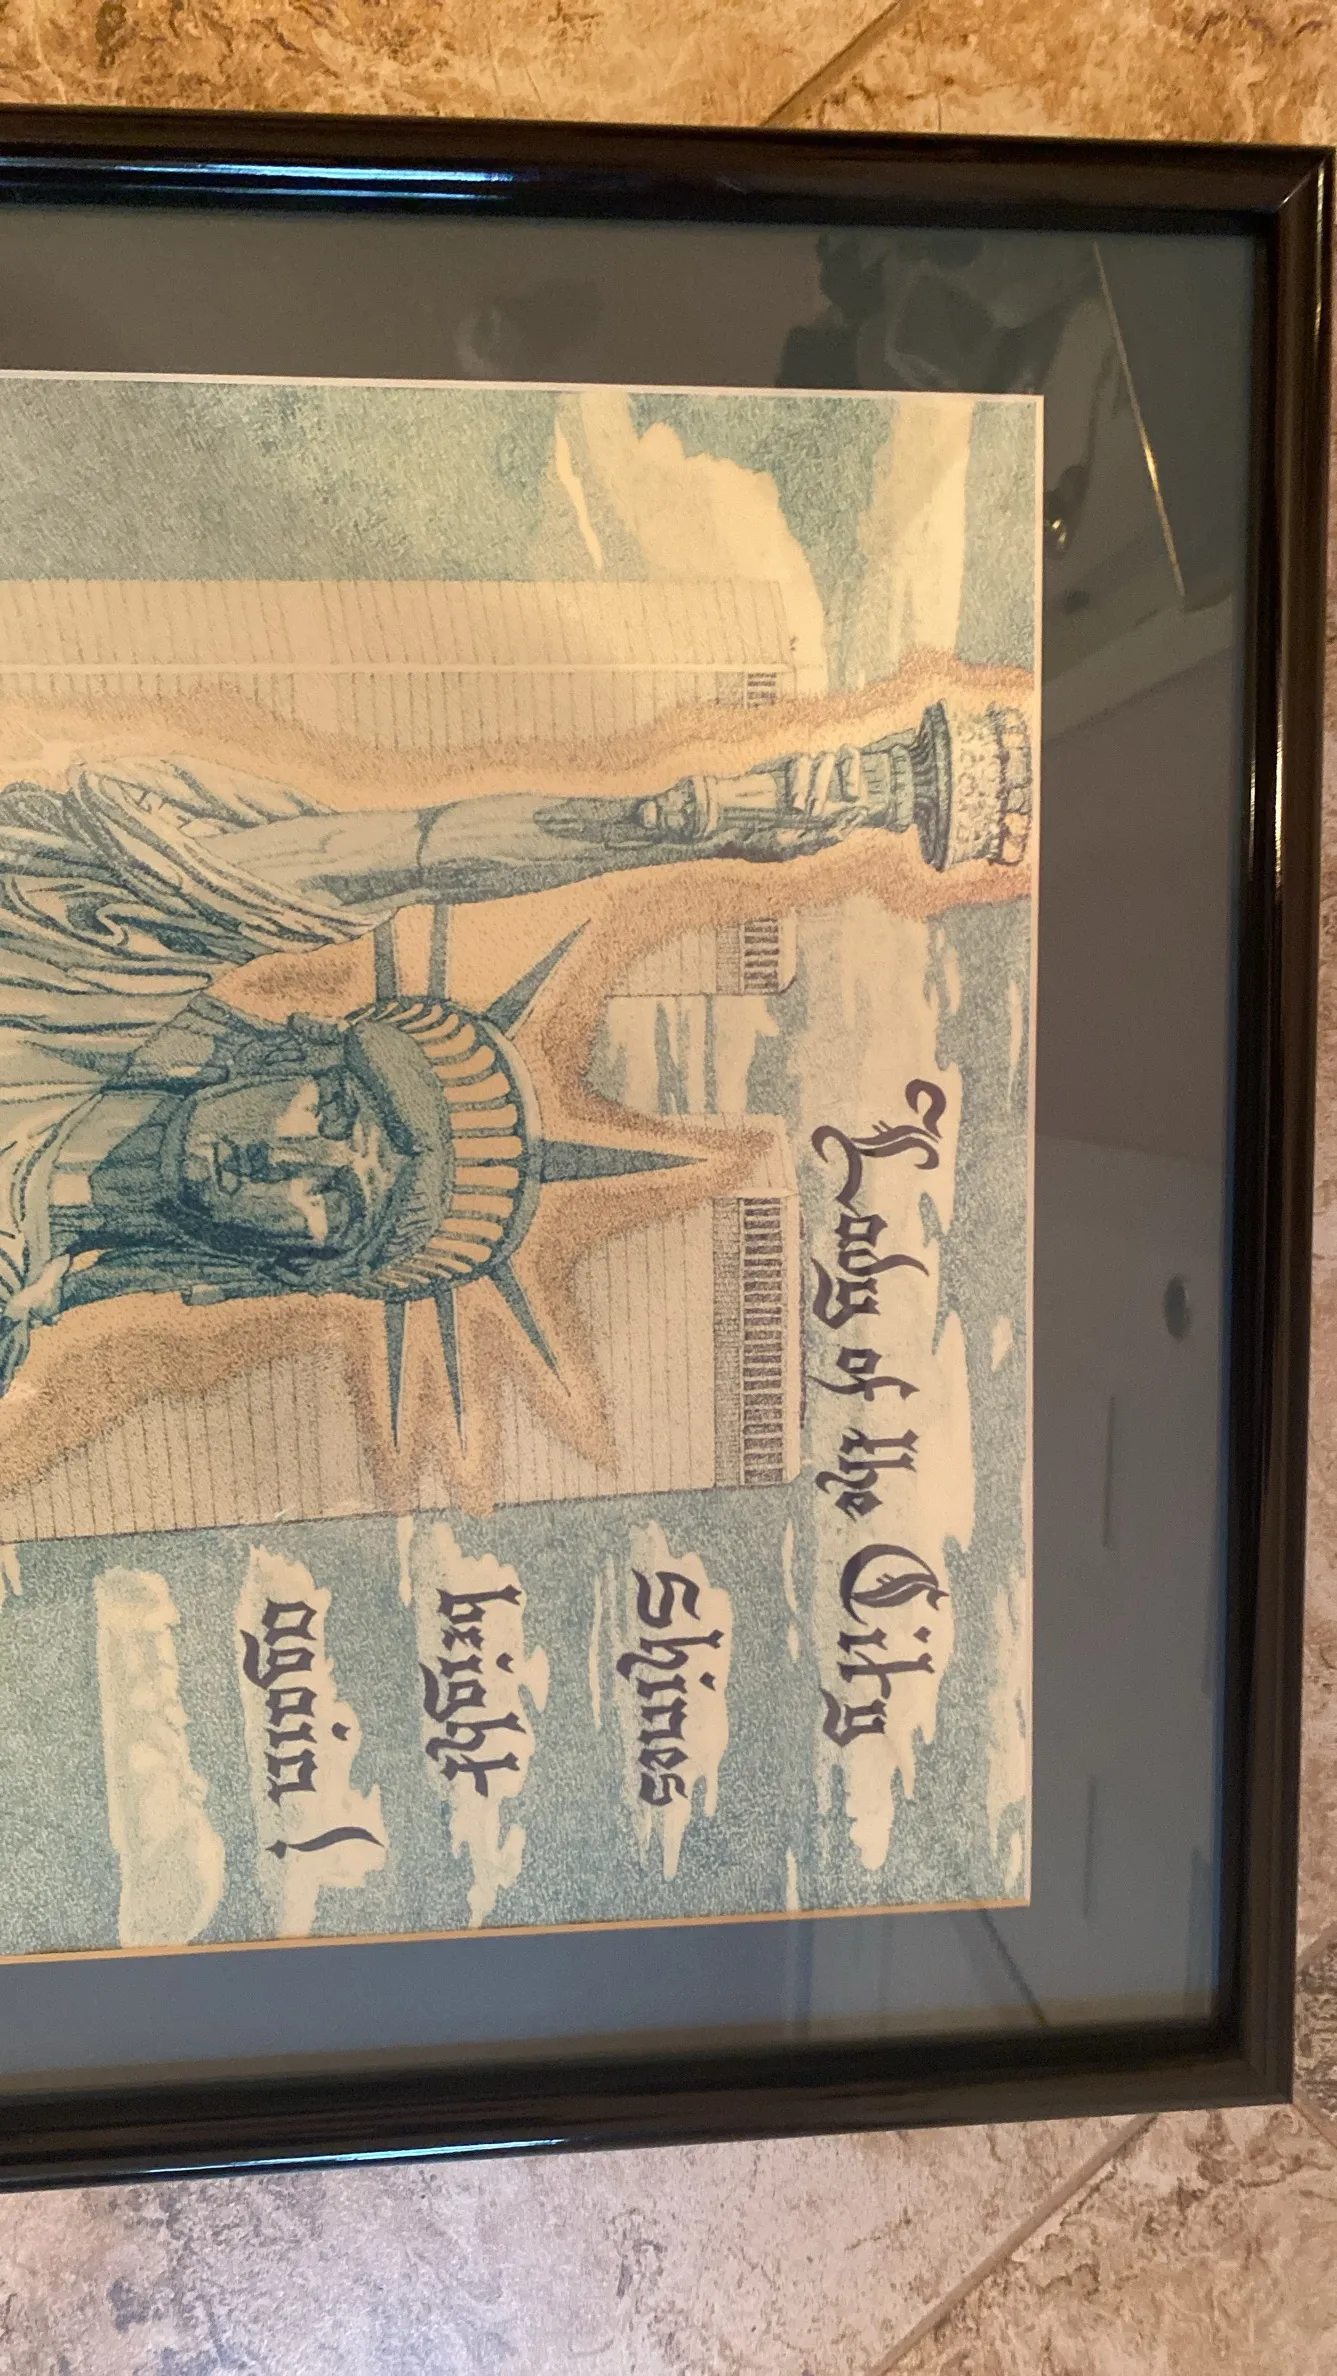 Lady of the City
Shines
bright
again!